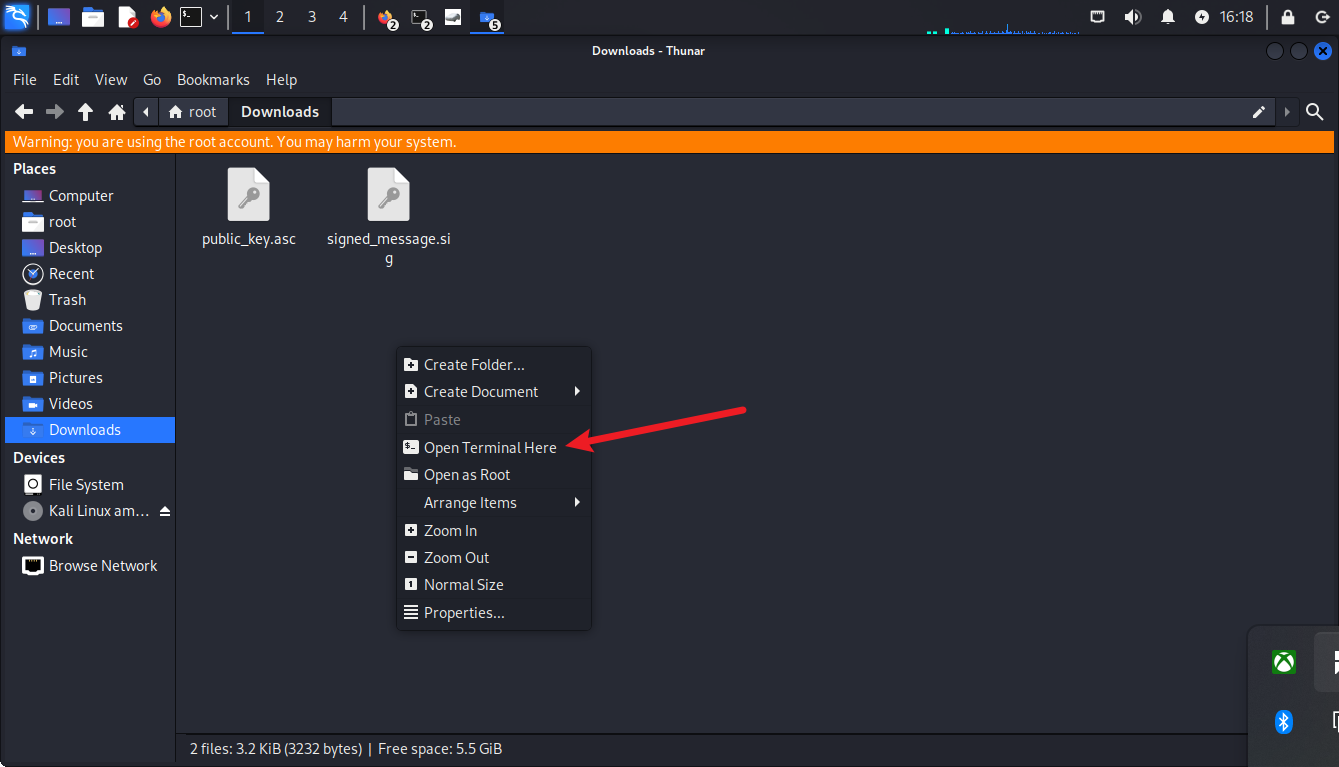 1 2 3 4 2 2 5 16:18
Downloads - Thunar
File Edit View Go Bookmarks Help
root Downloads
Warning: you are using the root account. You may harm your system.
Places
Computer
root
Desktop
Recent
Trash
Documents
Music
Pictures
Videos
Downloads
Devices
File System
Kali Linux am...
Network
Browse Network
public_key.asc
signed_message.si
g
Create Folder...
Create Document
Paste
Open Terminal Here
Open as Root
Arrange Items
Zoom In
Zoom Out
Normal Size
Properties...
2 files: 3.2 KiB (3232 bytes) | Free space: 5.5 GiB